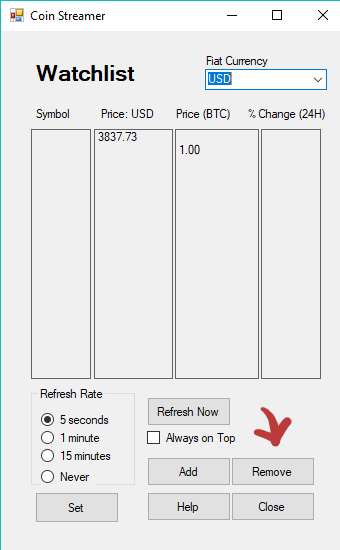 Coin Streamer
Fiat Currency
Watchlist
USD
Symbol Price: USD Price (BTC) % Change (24H)
3837.73
1.00
Refresh Rate
5 seconds
1 minute
15 minutes
Never
Set
Refresh Now
Always on Top
Add Remove
Help Close